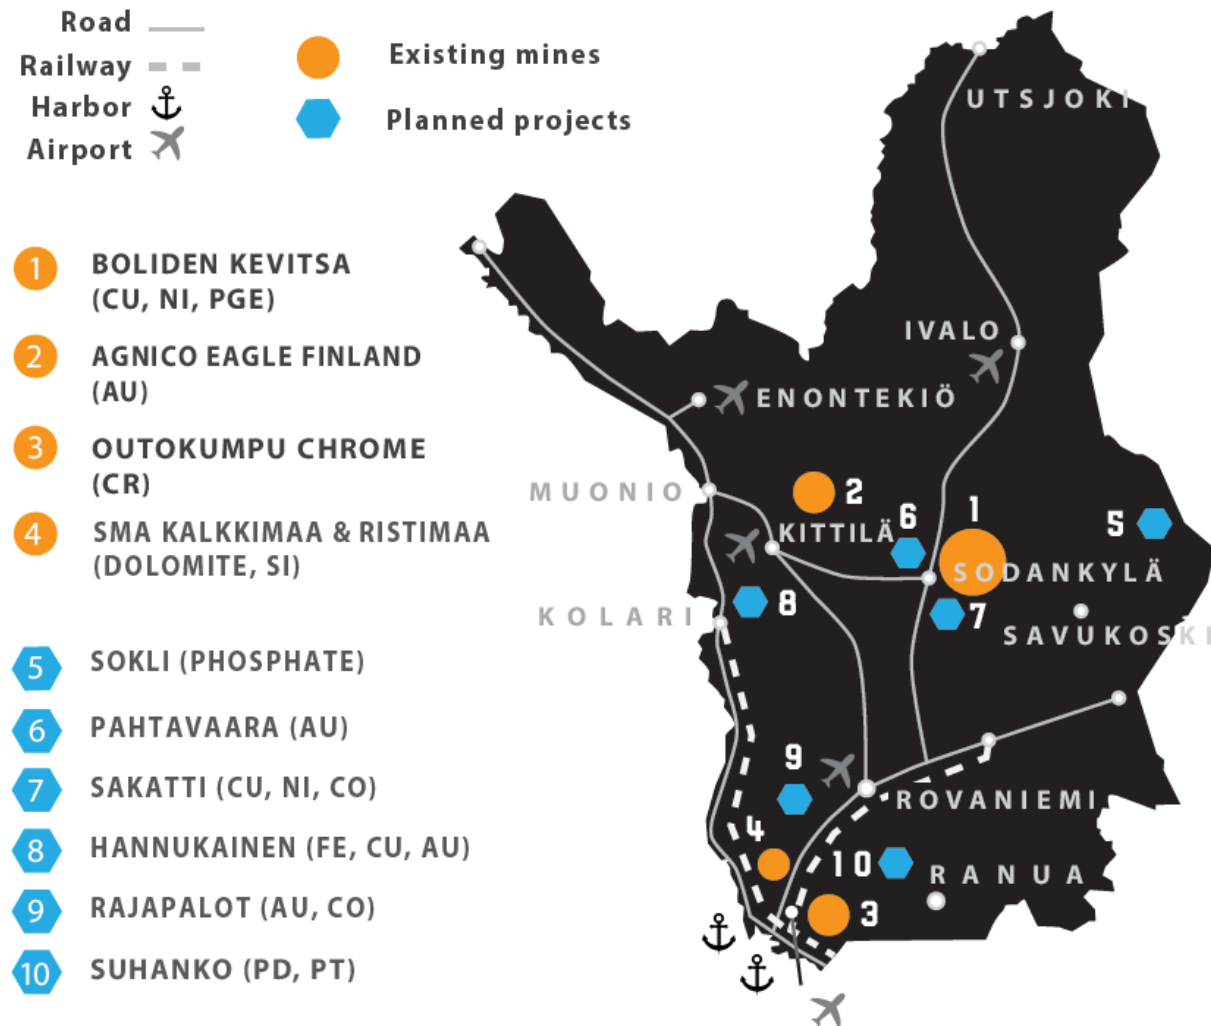 Road
Railway
Harbor
Airport
Existing mines
Planned projects
1 BOLIDEN KEVITSA
(CU, NI, PGE)
2 AGNICO EAGLE FINLAND
(AU)
3 OUTOKUMPU CHROME
(CR)
4 SMA KALKKIMAA & RISTIMAA
(DOLOMITE, SI)
5 SOKLI (PHOSPHATE)
6 PAHTAVAARA (AU)
7 SAKATTI (CU, NI, CO)
8 HANNUKAINEN (FE, CU, AU)
9 RAJAPALOT (AU, CO)
10 SUHANKO (PD, PT)
UTSJOKI
IVALO
ENONTEKIÖ
MUONIO
2
KITTILÄ
6
1
5
SODANKYLÄ
8
7
KOLARI
SAVUKOSKI
9
ROVANIEMI
4
10
RANUA
3